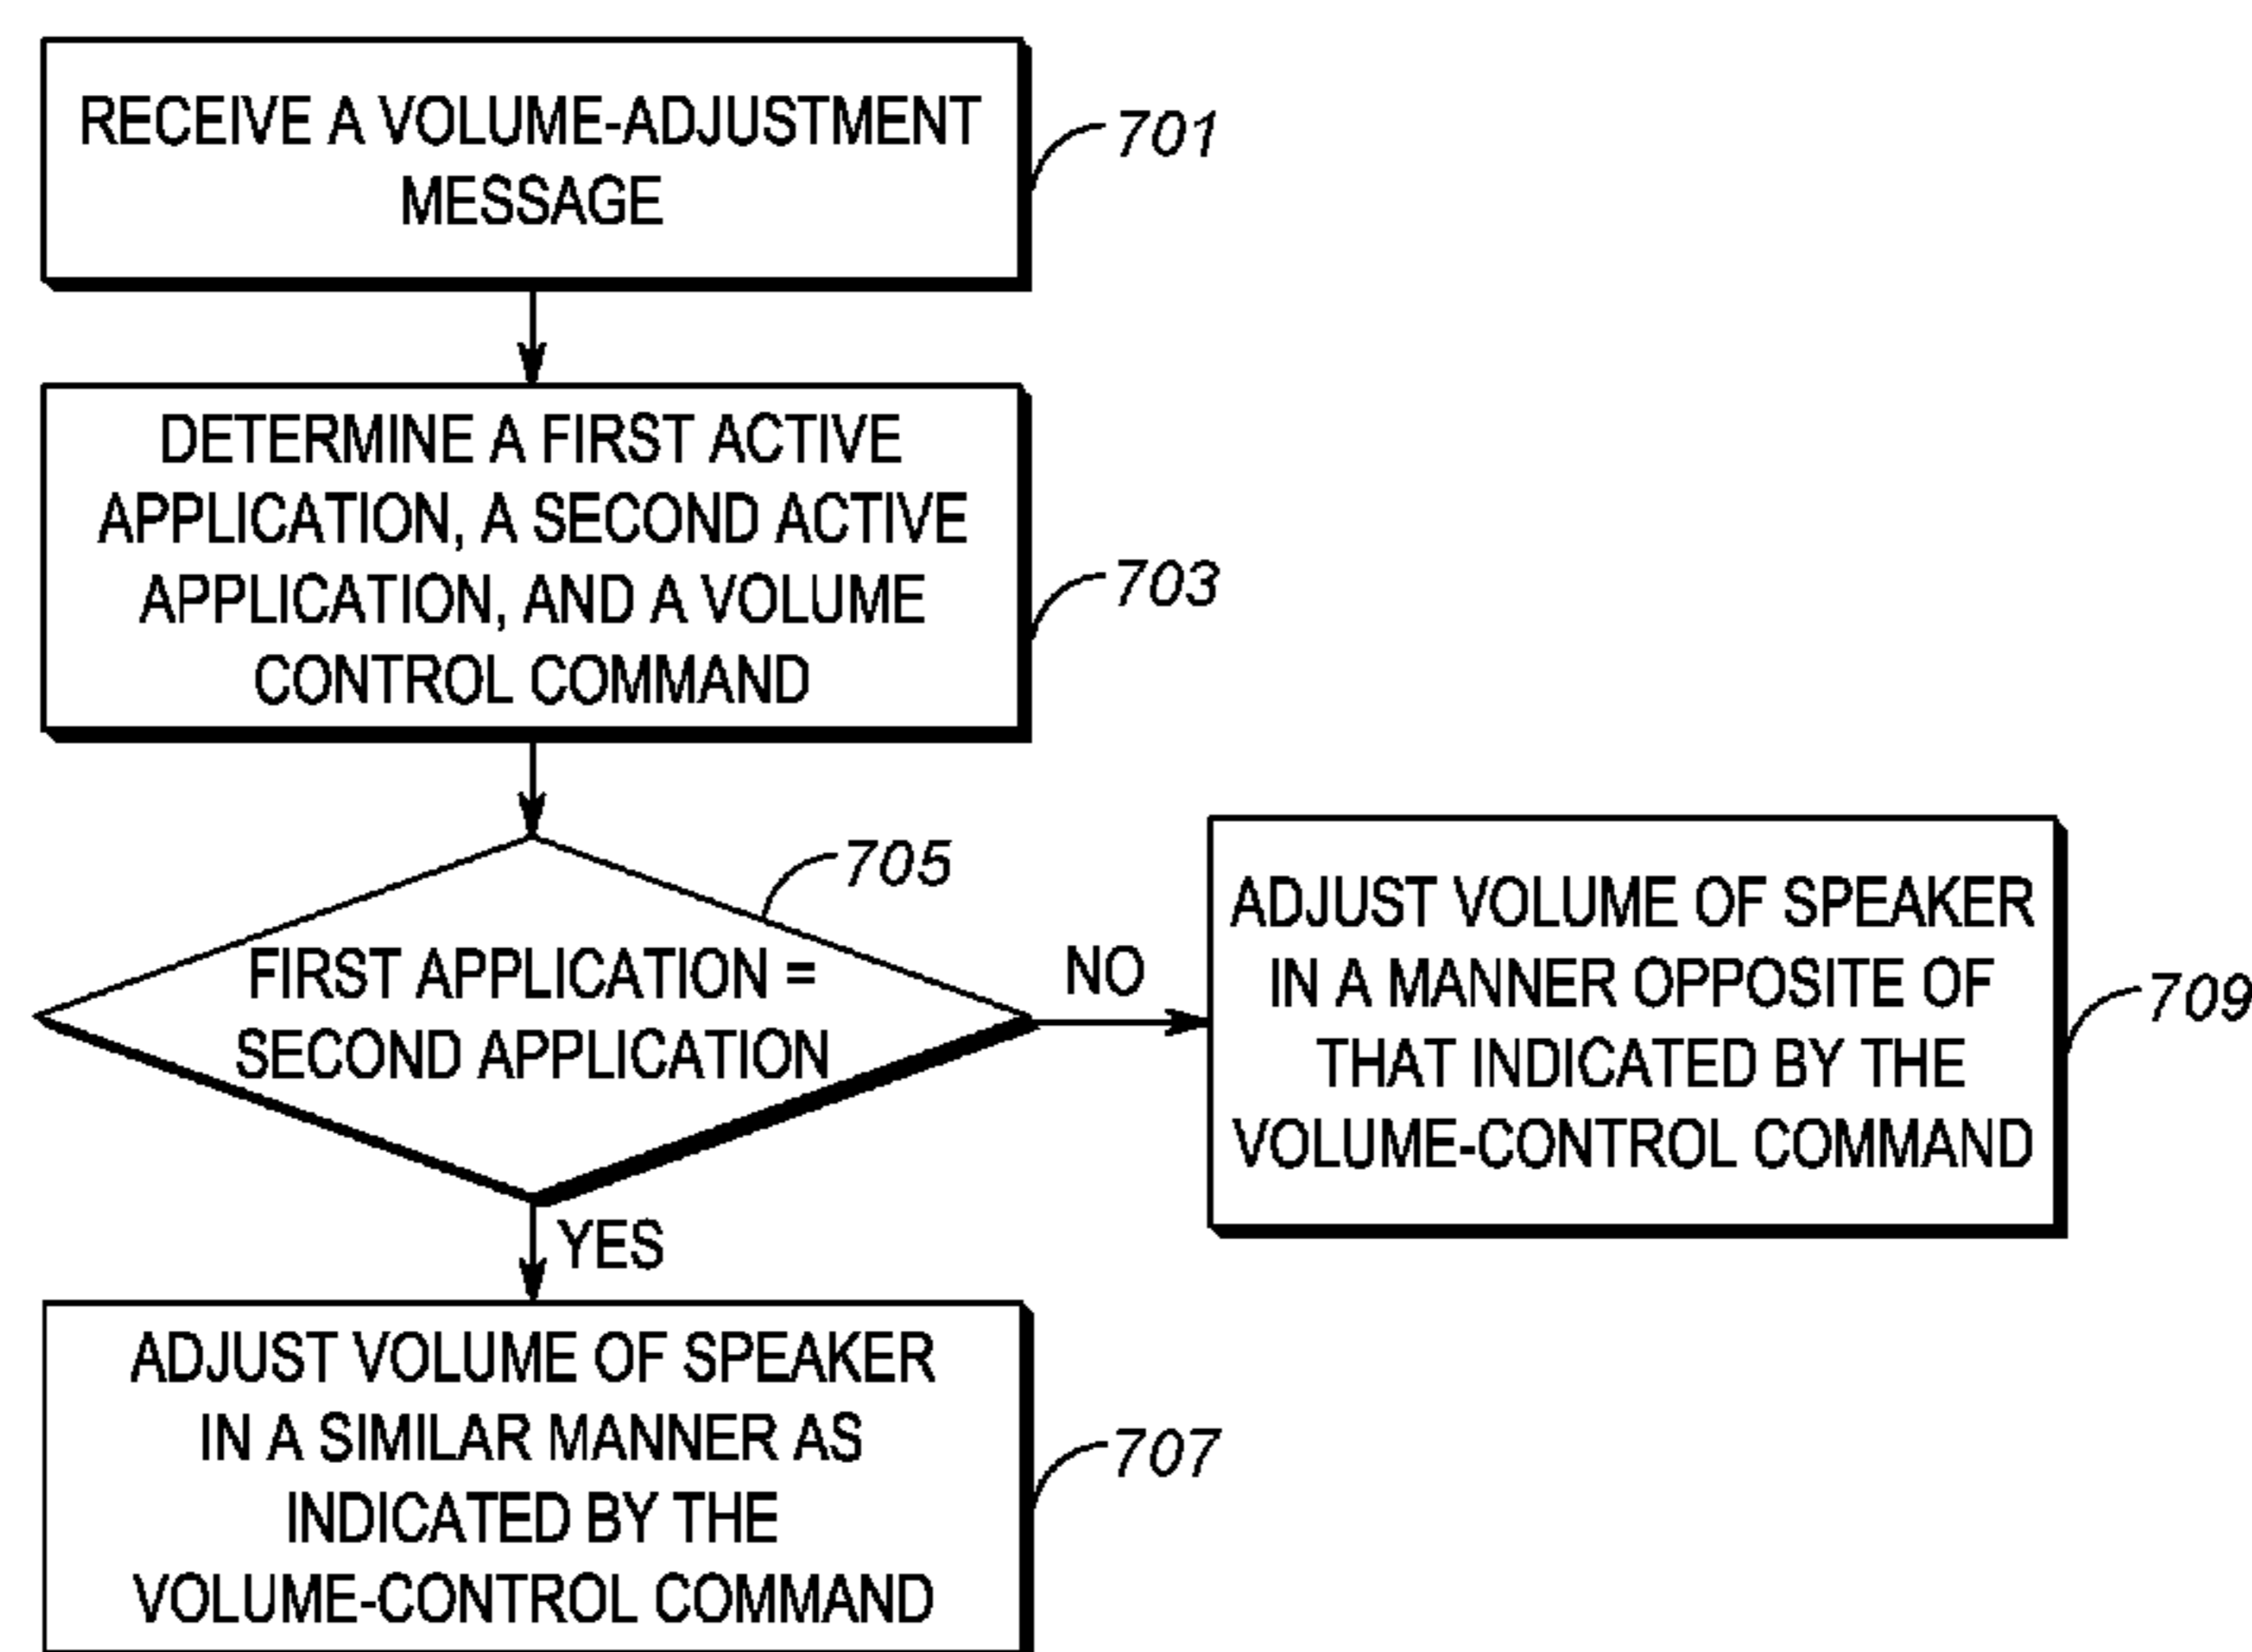 RECEIVE A VOLUME-ADJUSTMENT
MESSAGE
701
DETERMINE A FIRST ACTIVE
APPLICATION, A SECOND ACTIVE
APPLICATION, AND A VOLUME
CONTROL COMMAND
703
705
FIRST APPLICATION =
SECOND APPLICATION
NO
ADJUST VOLUME OF SPEAKER
IN A MANNER OPPOSITE OF
THAT INDICATED BY THE
VOLUME-CONTROL COMMAND
709
YES
ADJUST VOLUME OF SPEAKER
IN A SIMILAR MANNER AS
INDICATED BY THE
VOLUME-CONTROL COMMAND
707